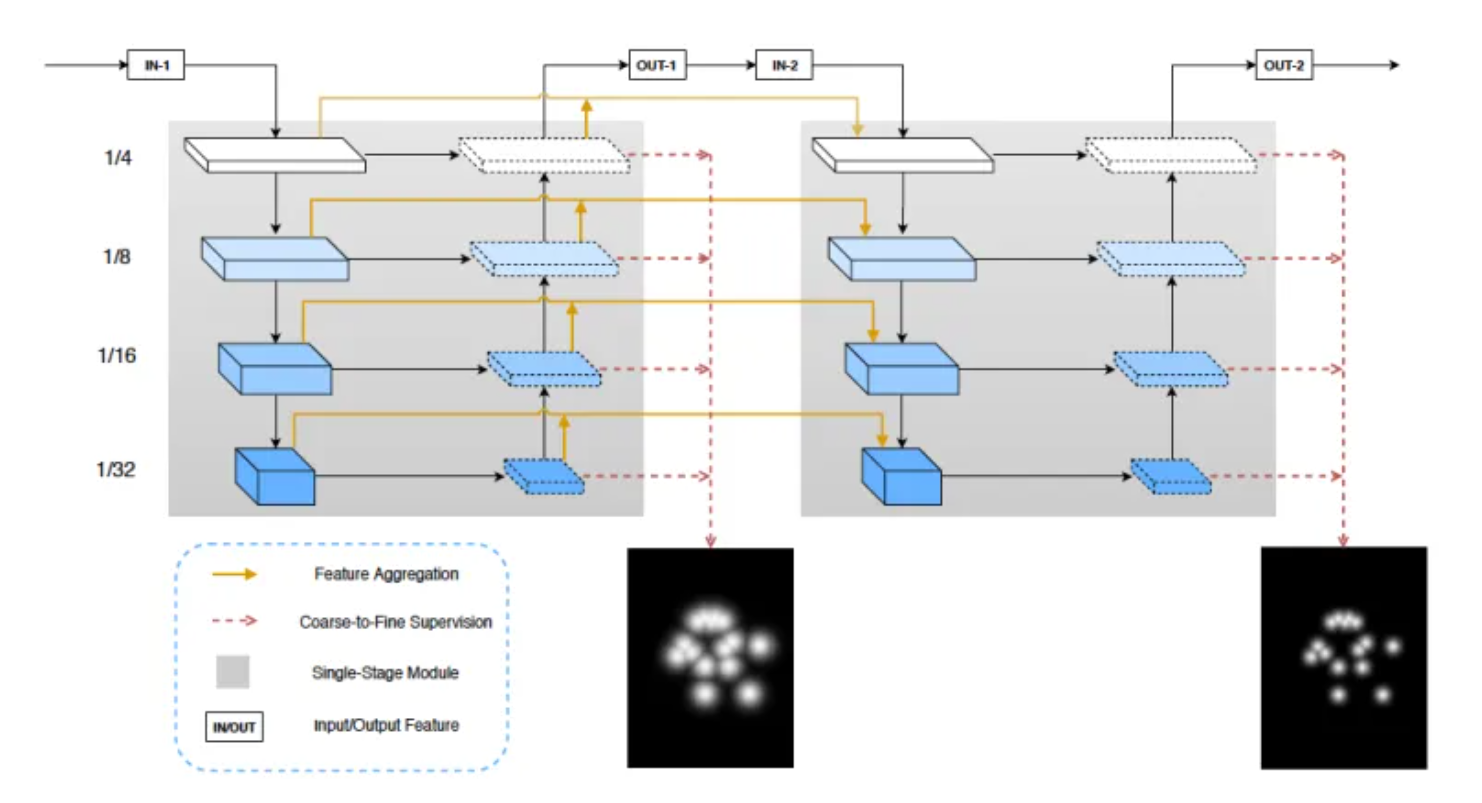 IN-1
OUT-1
IN-2
OUT-2
1/4
1/8
1/16
1/32
Feature Aggregation
Coarse-to-Fine Supervision
Single-Stage Module
IN/OUT
Input/Output Feature